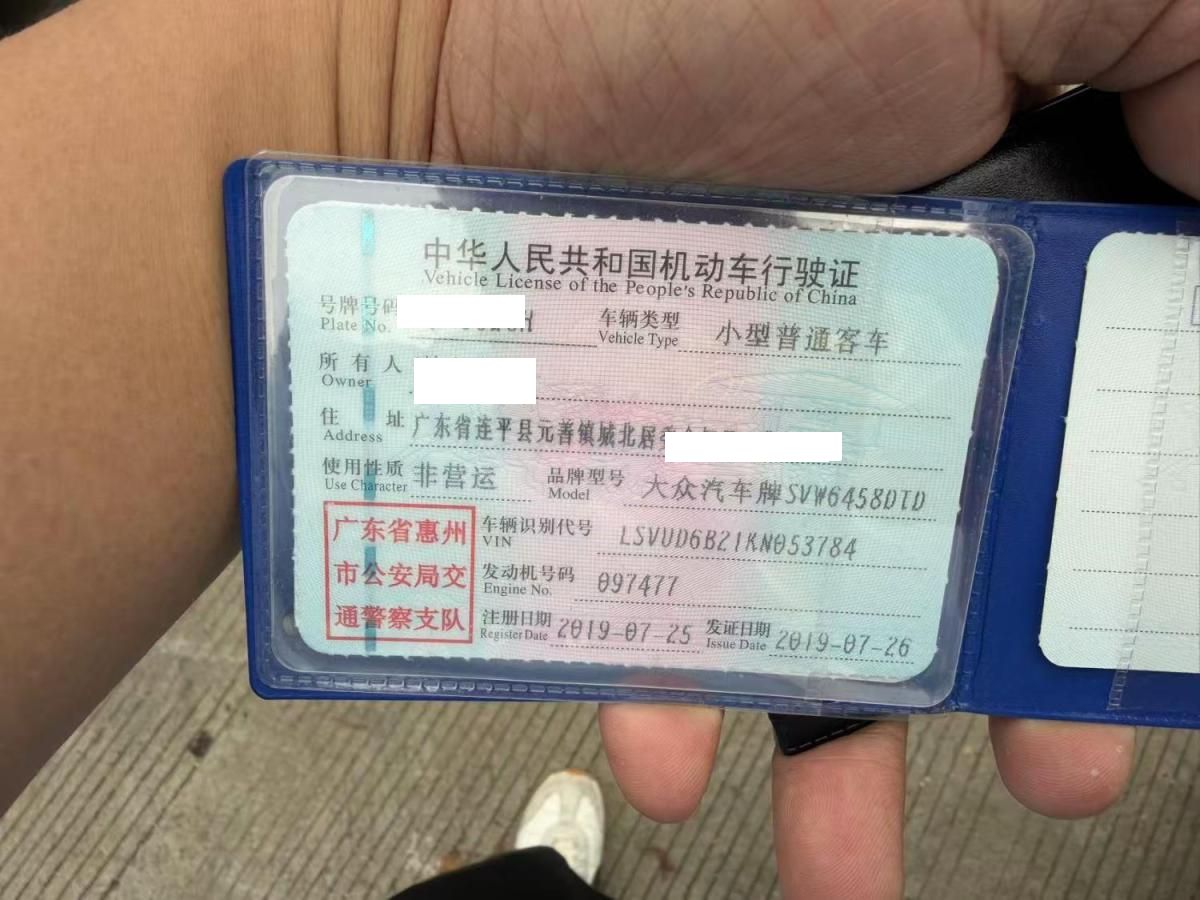 中华人民共和国机动车行驶证
Vehicle License of the People's Republic of China
号牌号码
Plate No.
车辆类型 小型普通客车
Vehicle Type
所有人
Owner
住址 广东省连平县元善镇城北居
Address
使用性质 非营运
Use Character
品牌型号 大众汽车牌SVW6458DTD
Model
广东省惠州
市公安局交
通警察支队
车辆识别代号 LSVUD6B21KN053784
VIN
发动机号码 097477
Engine No.
注册日期 2019-07-25
Register Date
发证日期 2019-07-26
Issue Date